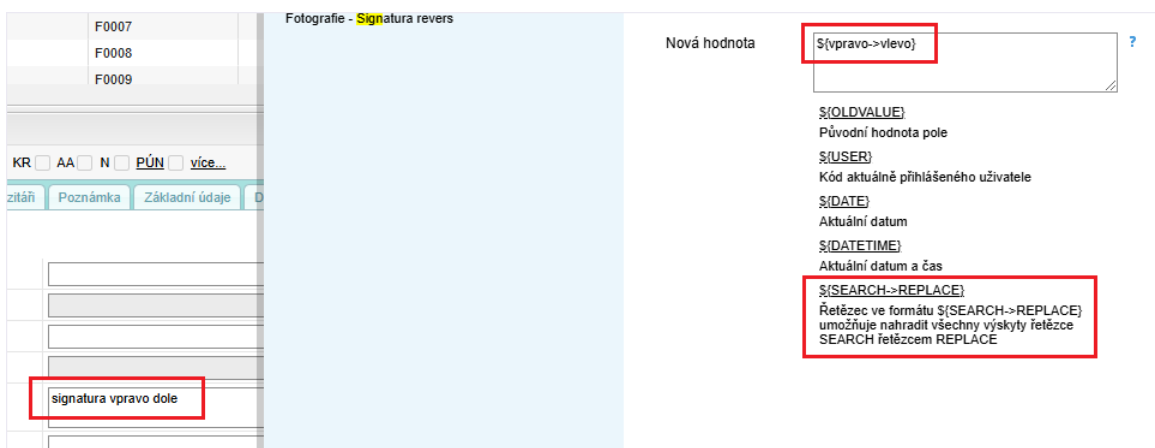 F0007
F0008
F0009
KR AA N PÚN více...
zitáři Poznámka Základní údaje D
signatura vpravo dole
Fotografie - Signatura revers
Nová hodnota
${vpravo->vlevo}
?
${OLDVALUE}
Původní hodnota pole
${USER}
Kód aktuálně přihlášeného uživatele
${DATE}
Aktuální datum
${DATETIME}
Aktuální datum a čas
${SEARCH->REPLACE}
Řetězec ve formátu ${SEARCH->REPLACE}
umožňuje nahradit všechny výskyty řetězce
SEARCH řetězcem REPLACE